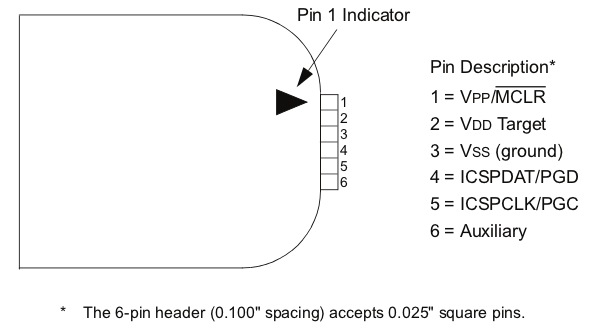 Pin 1 Indicator
Pin Description*
1 = VPP/MCLR
2 = VDD Target
3 = VSS (ground)
4 = ICSPDAT/PGD
5 = ICSPCLK/PGC
6 = Auxiliary
1
2
3
4
5
6
* The 6-pin header (0.100" spacing) accepts 0.025" square pins.